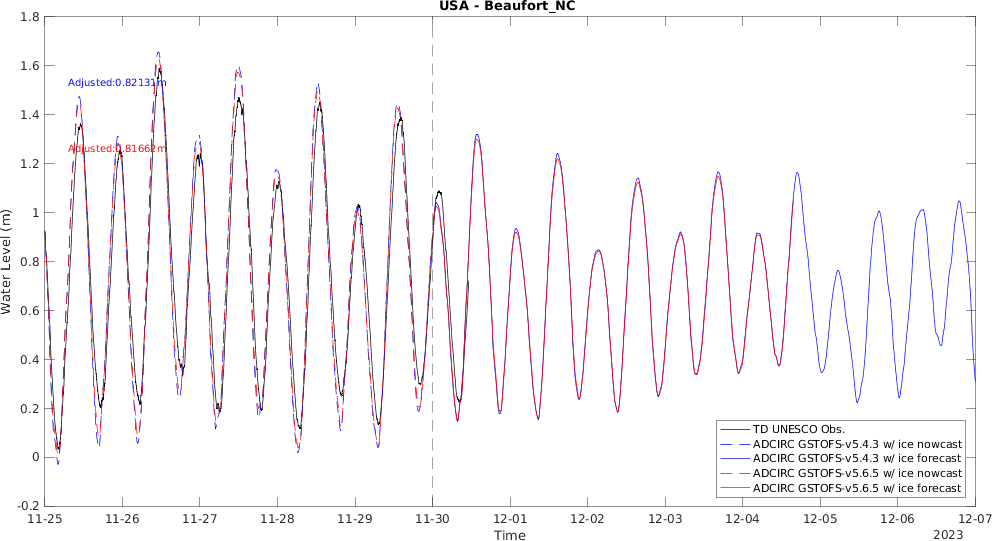 USA - Beaufort_NC
1.8
1.6
1.4
1.2
1
0.8
0.6
0.4
0.2
0
-0.2
Water Level (m)
Adjusted:0.82131m
Adjusted:0.81662m
TD UNESCO Obs.
ADCIRC GSTOFS-v5.4.3 w/ ice nowcast
ADCIRC GSTOFS-v5.4.3 w/ ice forecast
ADCIRC GSTOFS-v5.6.5 w/ ice nowcast
ADCIRC GSTOFS-v5.6.5 w/ ice forecast
11-25 11-26 11-27 11-28 11-29 11-30 12-01 12-02 12-03 12-04 12-05 12-06 12-07
Time
2023